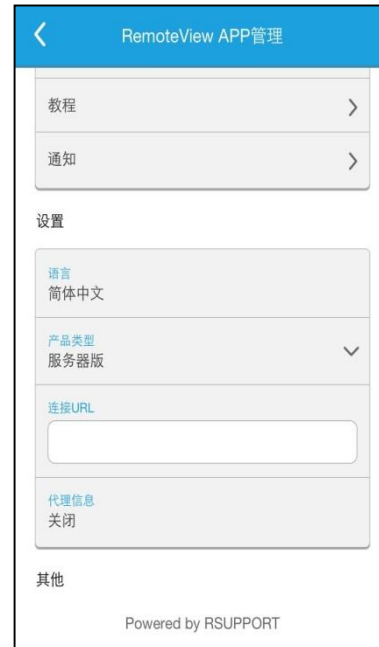 RemoteView APP管理
教程
通知
设置
语言
简体中文
产品类型
服务器版
连接URL
代理信息
关闭
其他
Powered by RSUPPORT